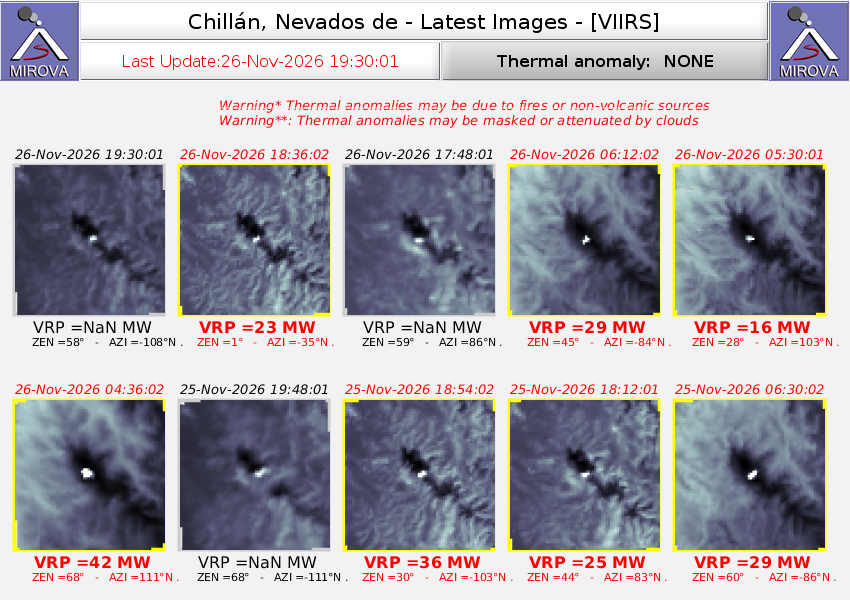 Chillán, Nevados de - Latest Images - [VIIRS]
MIROVA
Last Update:26-Nov-2026 19:30:01
Thermal anomaly: NONE
MIROVA
Warning* Thermal anomalies may be due to fires or non-volcanic sources
Warning**: Thermal anomalies may be masked or attenuated by clouds
26-Nov-2026 19:30:01
26-Nov-2026 18:36:02
26-Nov-2026 17:48:01
26-Nov-2026 06:12:02
26-Nov-2026 05:30:01
VRP =NaN MW
VRP =23 MW
VRP =NaN MW
VRP =29 MW
VRP =16 MW
ZEN =58° - AZI =-108°N .
ZEN =1° - AZI =-35°N .
ZEN =59° - AZI =86°N .
ZEN =45° - AZI =-84°N .
ZEN =28° - AZI =103°N .
26-Nov-2026 04:36:02
25-Nov-2026 19:48:01
25-Nov-2026 18:54:02
25-Nov-2026 18:12:01
25-Nov-2026 06:30:02
VRP =42 MW
VRP =NaN MW
VRP =36 MW
VRP =25 MW
VRP =29 MW
ZEN =68° - AZI =111°N .
ZEN =68° - AZI =-111°N .
ZEN =30° - AZI =-103°N .
ZEN =44° - AZI =83°N .
ZEN =60° - AZI =-86°N .